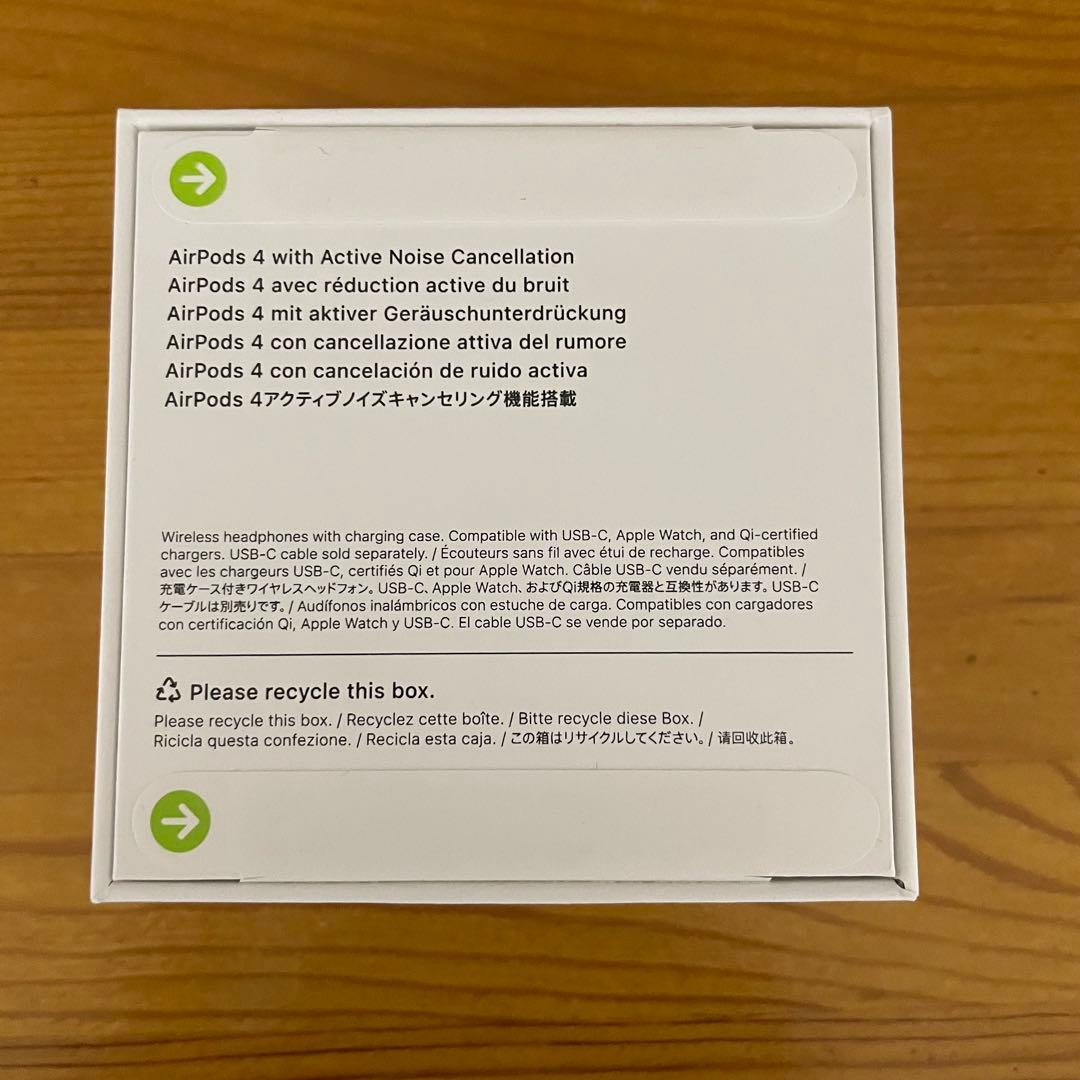 AirPods 4 with Active Noise Cancellation
AirPods 4 avec réduction active du bruit
AirPods 4 mit aktiver Geräuschunterdrückung
AirPods 4 con cancellazione attiva del rumore
AirPods 4 con cancelación de ruido activa
AirPods 4アクティブノイズキャンセリング機能搭載
Wireless headphones with charging case. Compatible with USB-C, Apple Watch, and Qi-certified
chargers. USB-C cable sold separately. / Écouteurs sans fil avec étui de recharge. Compatibles
avec les chargeurs USB-C, certifiés Qi et pour Apple Watch. Câble USB-C vendu séparément. /
充電ケース付きワイヤレスヘッドフォン。USB-C、Apple Watch、およびQi規格の充電器と互換性があります。USB-C
ケーブルは別売りです。/ Audífonos inalámbricos con estuche de carga. Compatibles con cargadores
con certificación Qi, Apple Watch y USB-C. El cable USB-C se vende por separado.
Please recycle this box.
Please recycle this box. / Recyclez cette boîte. / Bitte recycle diese Box. /
Ricicla questa confezione. / Recicla esta caja. / この箱はリサイクルしてください。/ 请回收此箱。